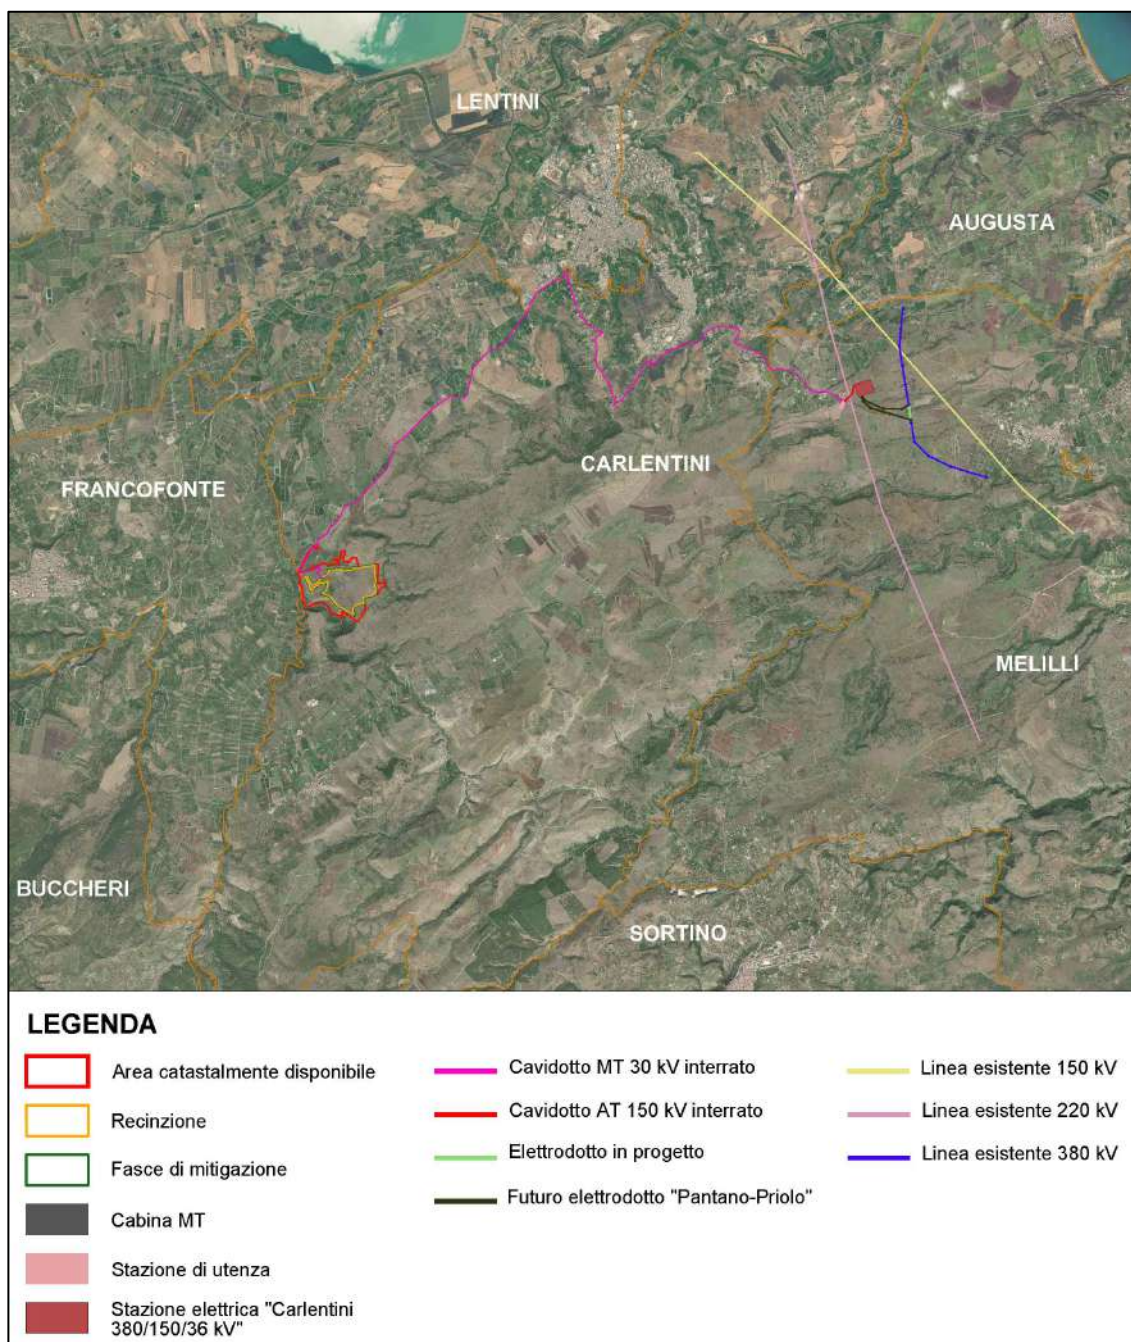 LENTINI
AUGUSTA
CARLENTINI
FRANCOFONTE
MELILLI
BUCCHERI
SORTINO
LEGENDA
Area catastalmente disponibile
Recinzione
Fasce di mitigazione
Cabina MT
Stazione di utenza
Stazione elettrica "Carlentini
380/150/36 kV"
Cavidotto MT 30 kV interrato
Cavidotto AT 150 kV interrato
Elettrodotto in progetto
Futuro elettrodotto "Pantano-Priolo"
Linea esistente 150 kV
Linea esistente 220 kV
Linea esistente 380 kV